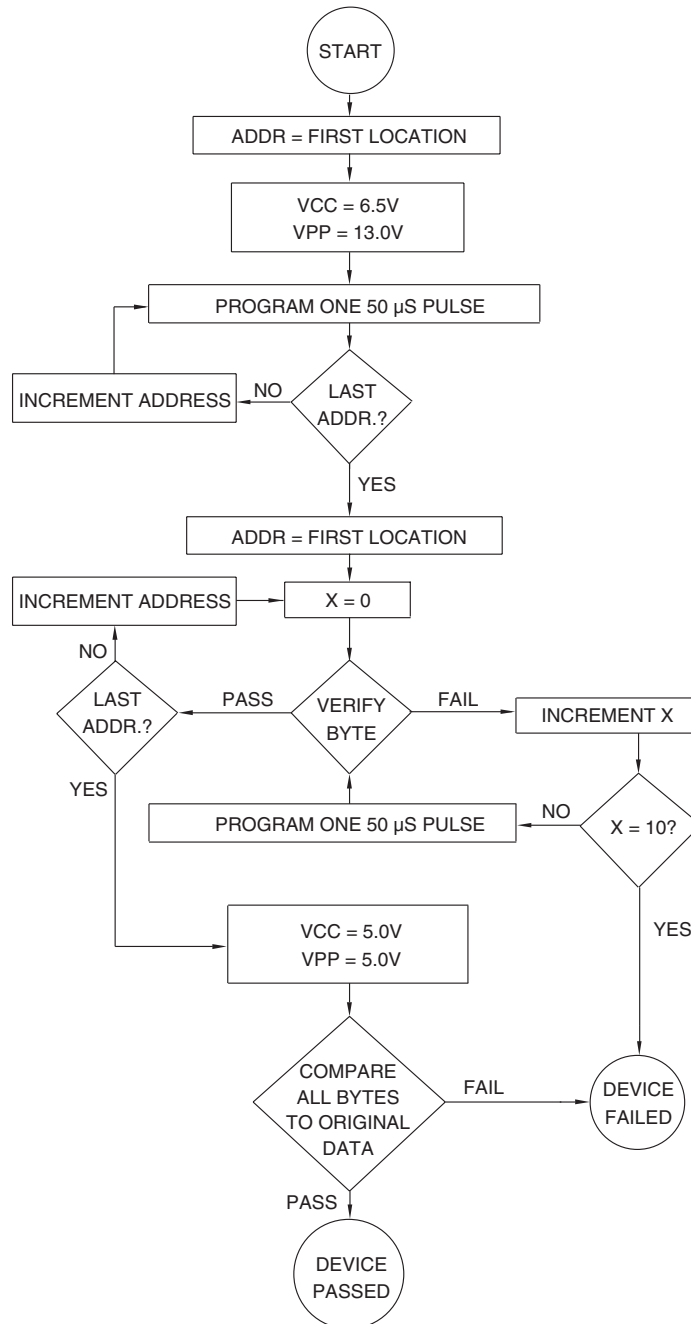 START
ADDR = FIRST LOCATION
VCC = 6.5V
VPP = 13.0V
PROGRAM ONE 50 µS PULSE
INCREMENT ADDRESS
NO
LAST
ADDR.?
YES
ADDR = FIRST LOCATION
INCREMENT ADDRESS
X = 0
NO
LAST
ADDR.?
PASS
VERIFY
BYTE
FAIL
INCREMENT X
YES
PROGRAM ONE 50 µS PULSE
NO
X = 10?
VCC = 5.0V
VPP = 5.0V
YES
COMPARE
ALL BYTES
TO ORIGINAL
DATA
FAIL
DEVICE
FAILED
PASS
DEVICE
PASSED